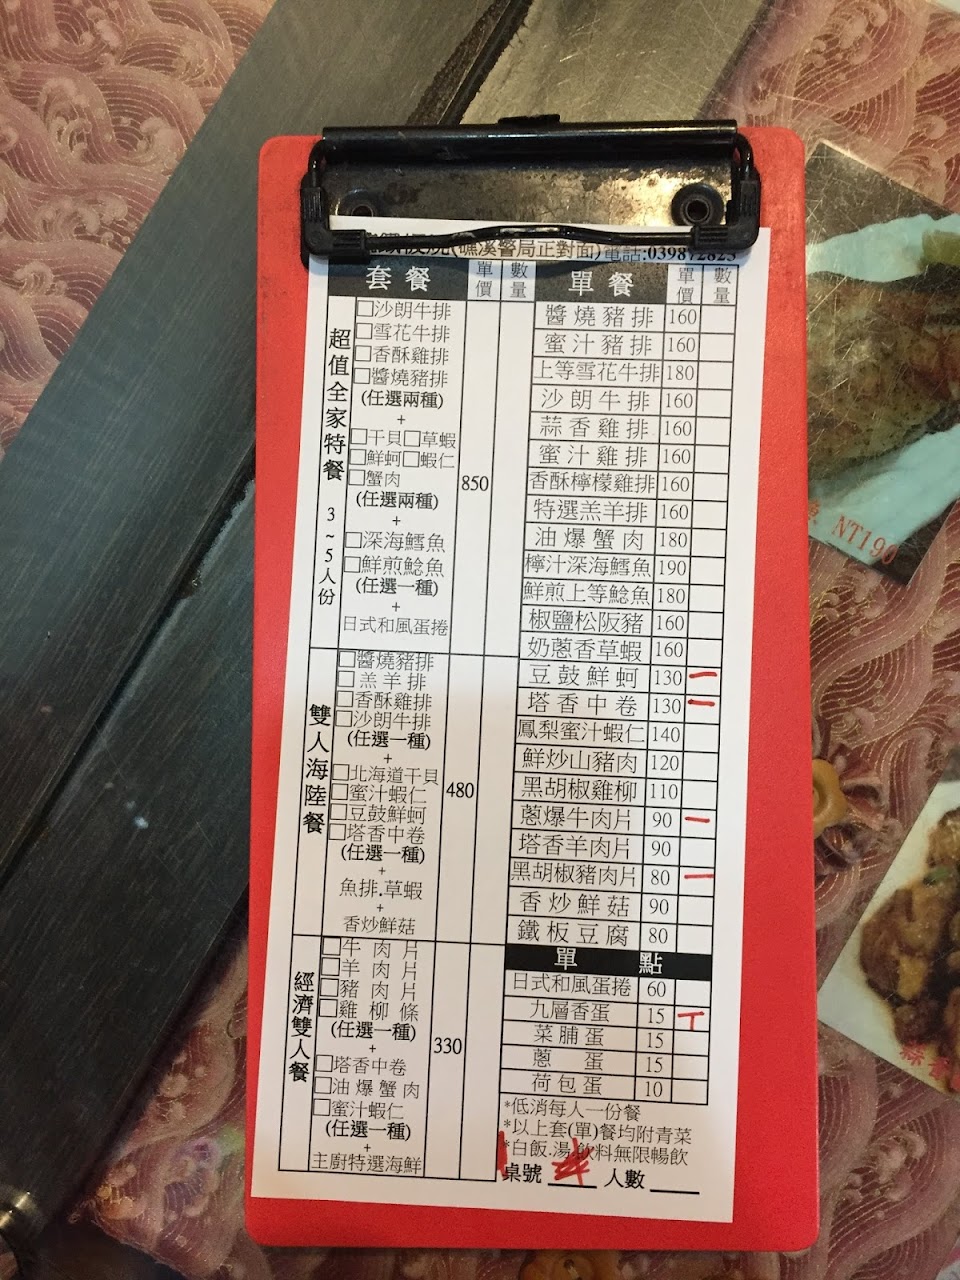 鐵板燒(礁溪警局正對面)電話:039872823
套餐 單價 數量
超值全家特餐 3~5人份
□沙朗牛排
□雪花牛排
□香酥雞排
□醬燒豬排
(任選兩種)
+
□干貝□草蝦
□鮮蚵□蝦仁
□蟹肉
(任選兩種)
+
□深海鱈魚
□鮮煎鯰魚
(任選一種)
+
日式和風蛋捲
850
雙人海陸餐
□醬燒豬排
□羔羊排
□香酥雞排
□沙朗牛排
(任選一種)
+
□北海道干貝
□蜜汁蝦仁
□豆鼓鮮蚵
□塔香中卷
(任選一種)
+
魚排.草蝦
+
香炒鮮菇
480
經濟雙人餐
□牛肉片
□羊肉片
□豬肉片
□雞柳條
(任選一種)
+
□塔香中卷
□油爆蟹肉
□蜜汁蝦仁
(任選一種)
+
主廚特選海鮮
330
單餐 單價 數量
醬燒豬排 160
蜜汁豬排 160
上等雪花牛排 180
沙朗牛排 160
蒜香雞排 160
蜜汁雞排 160
香酥檸檬雞排 160
特選羔羊排 160
油爆蟹肉 180
檸汁深海鱈魚 190
鮮煎上等鯰魚 180
椒鹽松阪豬 160
奶蔥香草蝦 160
豆鼓鮮蚵 130 一
塔香中卷 130 一
鳳梨蜜汁蝦仁 140
鮮炒山豬肉 120
黑胡椒雞柳 110
蔥爆牛肉片 90 一
塔香羊肉片 90
黑胡椒豬肉片 80 一
香炒鮮菇 90
鐵板豆腐 80
單點
日式和風蛋捲 60
九層香蛋 15 T
菜脯蛋 15
蔥蛋 15
荷包蛋 10
*低消每人一份餐
*以上套(單)餐均附青菜
*白飯.湯.飲料無限暢飲
桌號 人數
NT190
蒜香